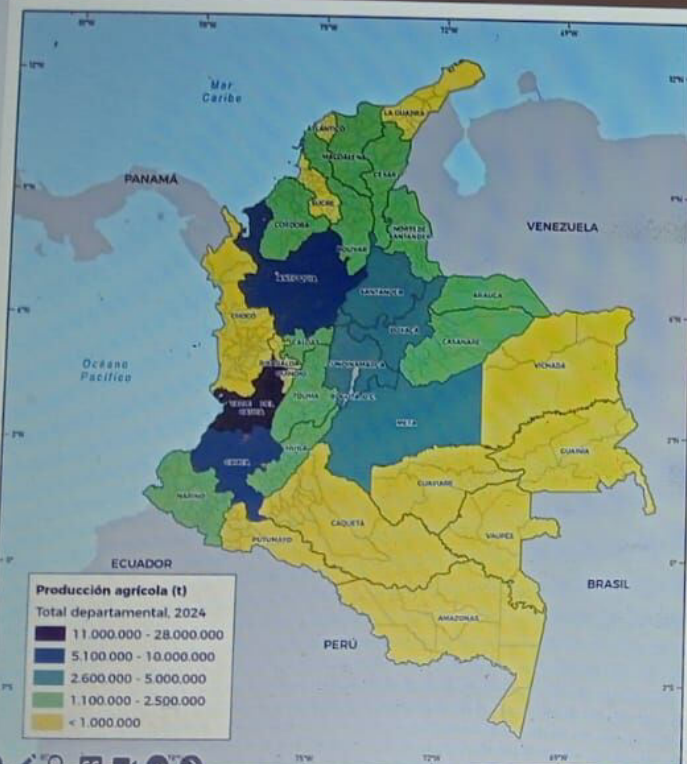 Mar
Caribe
LA GUAJIRA
ATLÁNTICO
MAGDALENA
CESAR
PANAMÁ
SUCRE
CÓRDOBA
NORTE DE
SANTANDER
VENEZUELA
BOLÍVAR
ANTIOQUIA
SANTANDER
ARAUCA
CHOCÓ
BOYACÁ
CALDAS
CASANARE
Océano
Pacífico
RISARALDA
CUNDINAMARCA
VICHADA
QUINDÍO
TOLIMA
BOGOTÁ, D.C.
VALLE DEL
CAUCA
META
CAUCA
HUILA
GUAINÍA
GUAVIARE
NARIÑO
CAQUETÁ
VAUPÉS
PUTUMAYO
ECUADOR
BRASIL
AMAZONAS
PERÚ
Producción agrícola (t)
Total departamental, 2024
11.000.000 - 28.000.000
5.100.000 - 10.000.000
2.600.000 - 5.000.000
1.100.000 - 2.500.000
< 1.000.000